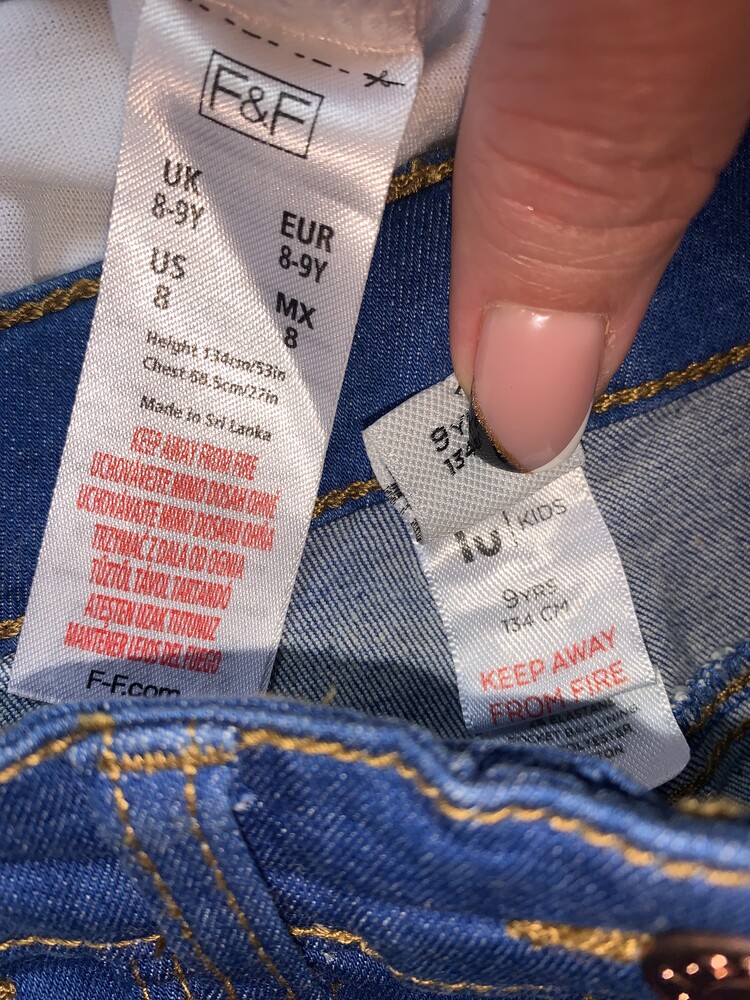 F&F
UK
8-9Y
EUR
8-9Y
US
8
MX
8
Height 134cm/53in
Chest 68.5cm/27in
Made in Sri Lanka
KEEP AWAY FROM FIRE
UCHOVÁVEJTE MIMO DOSAH OHNĚ
UCHOVÁVAJTE MIMO DOSAHU OHŇA
TRZYMAĆ Z DALA OD OGNIA
TŰZTŐL TÁVOL TARTANDÓ
ATEŞTEN UZAK TUTUNUZ
MANTENER LEJOS DEL FUEGO
F-F.com
9Y
134
KIDS
9YRS
134 CM
KEEP AWAY
FROM FIRE